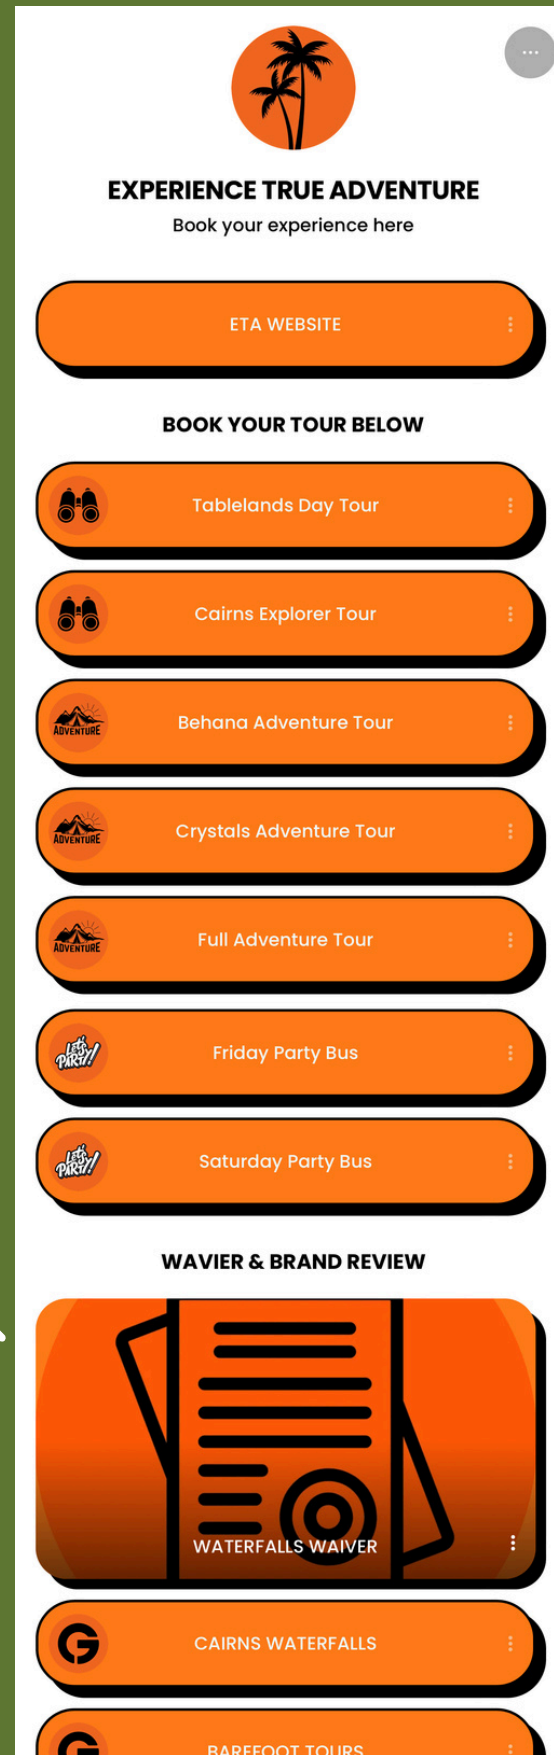 EXPERIENCE TRUE ADVENTURE
Book your experience here
ETA WEBSITE
BOOK YOUR TOUR BELOW
Tablelands Day Tour
Cairns Explorer Tour
ADVENTURE
Behana Adventure Tour
ADVENTURE
Crystals Adventure Tour
ADVENTURE
Full Adventure Tour
LET'S
PARTY!
Friday Party Bus
LET'S
PARTY!
Saturday Party Bus
WAVIER & BRAND REVIEW
WATERFALLS WAIVER
G
CAIRNS WATERFALLS
G
BAREFOOT TOURS